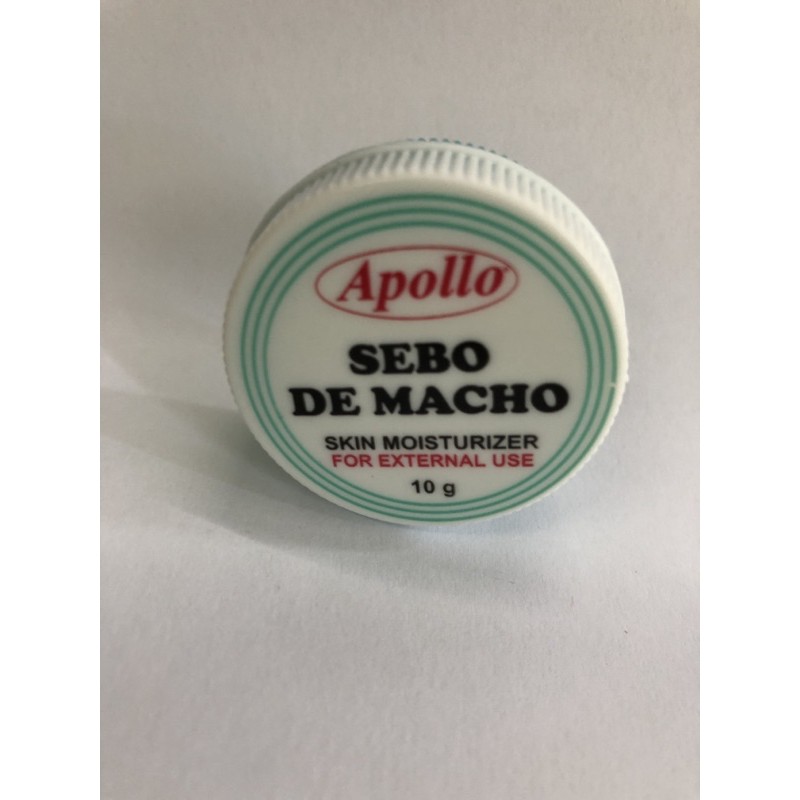 Apollo
SEBO
DE MACHO
SKIN MOISTURIZER
FOR EXTERNAL USE
10 g